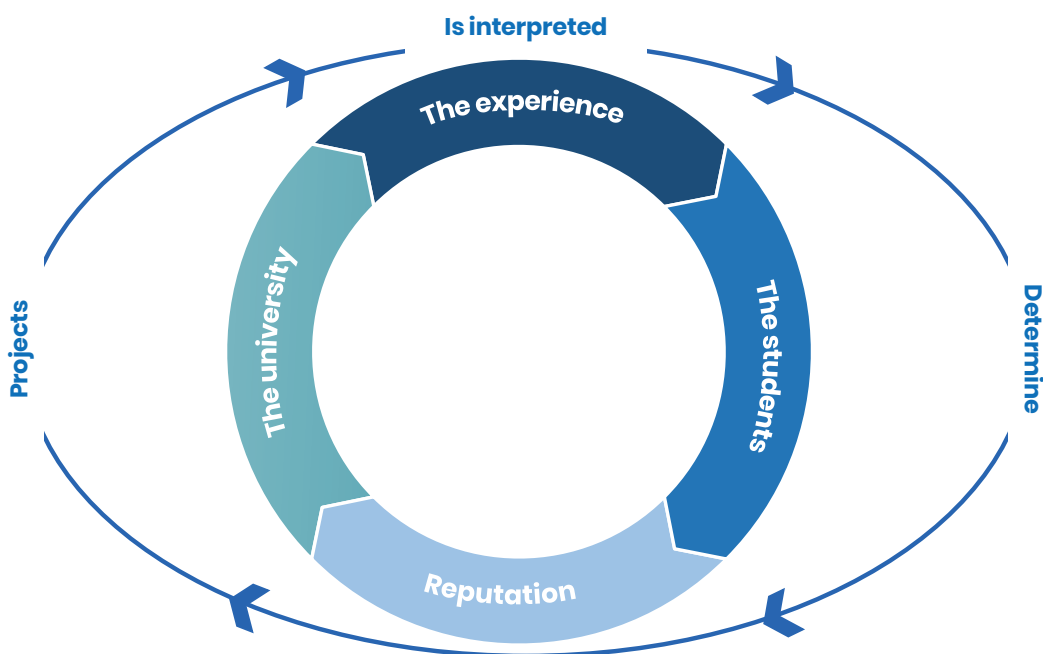 Is interpreted
The experience
The university
The students
Projects
Determine
Reputation